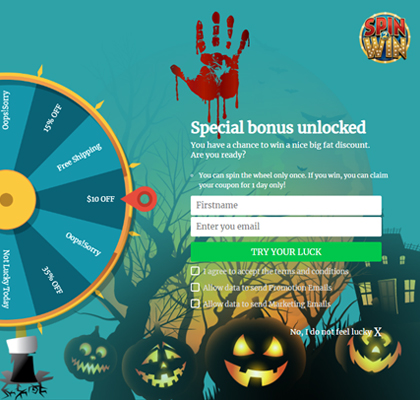 SPIN
WIN
Oops!Sorry
15% OFF
Free Shipping
$10 OFF
Oops!Sorry
35% OFF
Not Lucky Today
Special bonus unlocked
You have a chance to win a nice big fat discount.
Are you ready?
You can spin the wheel only once. If you win, you can claim
your coupon for 1 day only!
Firstname
Enter you email
TRY YOUR LUCK
I agree to accept the terms and conditions
Allow data to send Promotion Emails
Allow data to send Marketing Emails
No, I do not feel lucky X